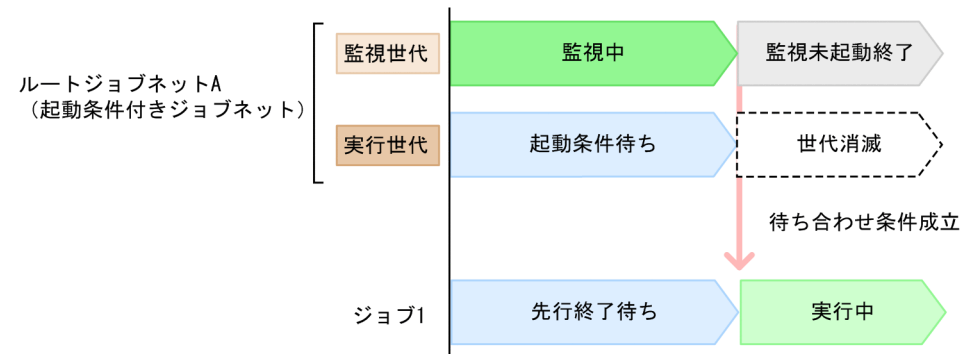 監視世代
監視中
監視未起動終了
ルートジョブネットA
（起動条件付きジョブネット）
実行世代
起動条件待ち
世代消滅
待ち合わせ条件成立
ジョブ1
先行終了待ち
実行中